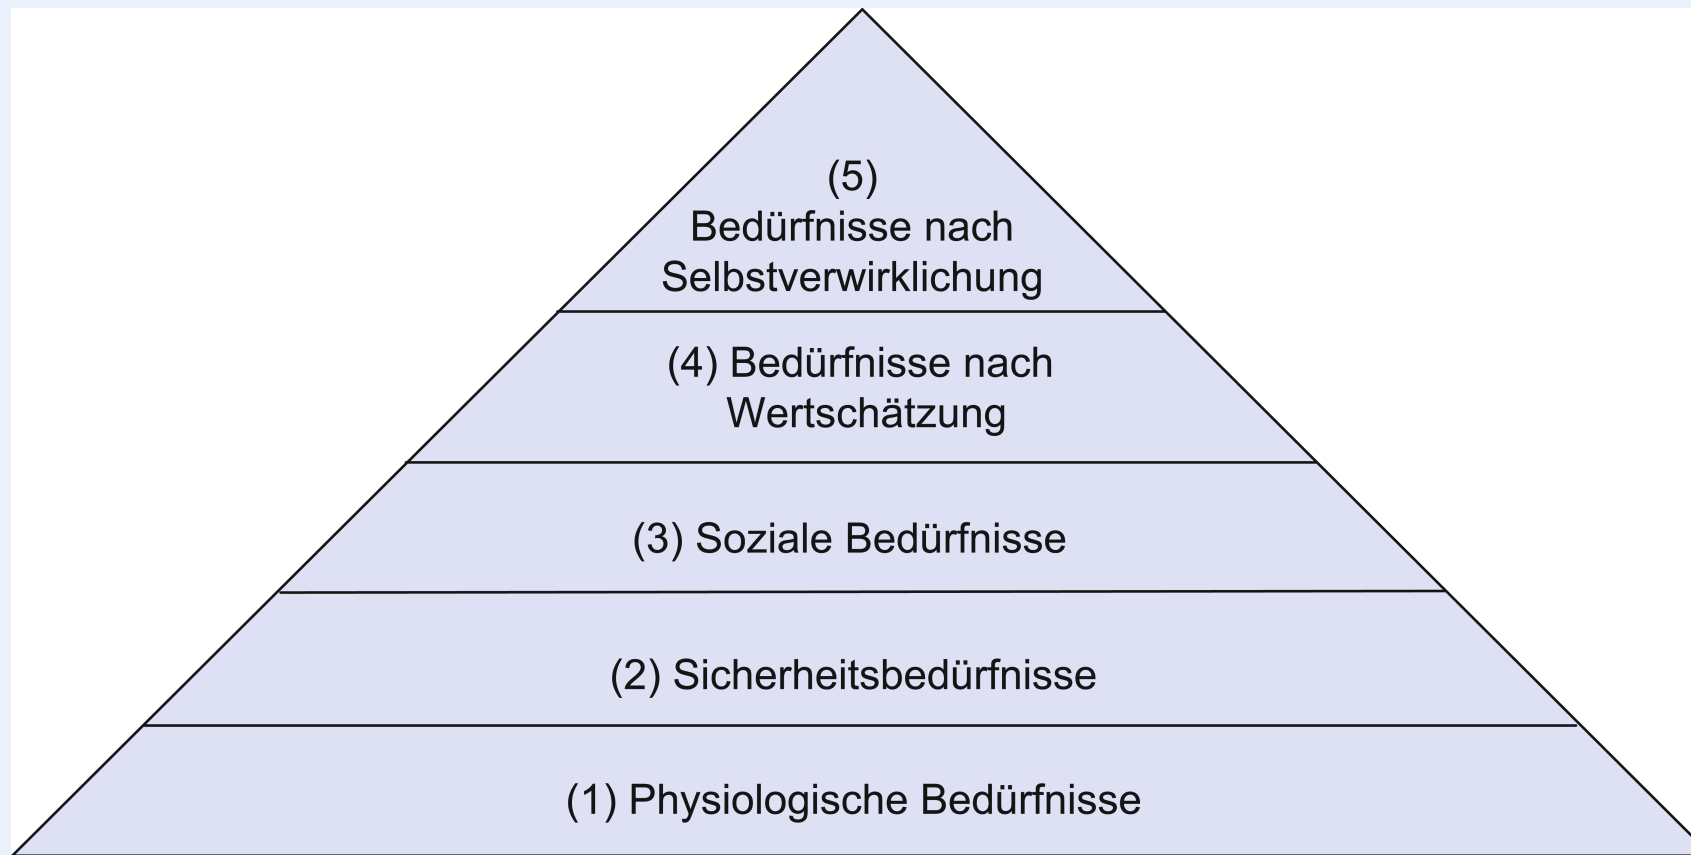 (5)
Bedürfnisse nach
Selbstverwirklichung
(4) Bedürfnisse nach
Wertschätzung
(3) Soziale Bedürfnisse
(2) Sicherheitsbedürfnisse
(1) Physiologische Bedürfnisse